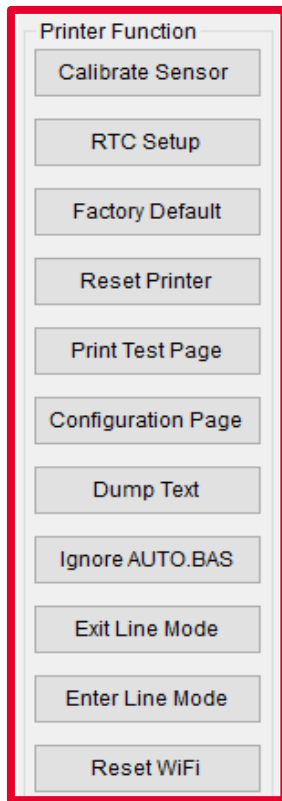 Printer Function
Calibrate Sensor
RTC Setup
Factory Default
Reset Printer
Print Test Page
Configuration Page
Dump Text
Ignore AUTO.BAS
Exit Line Mode
Enter Line Mode
Reset WiFi